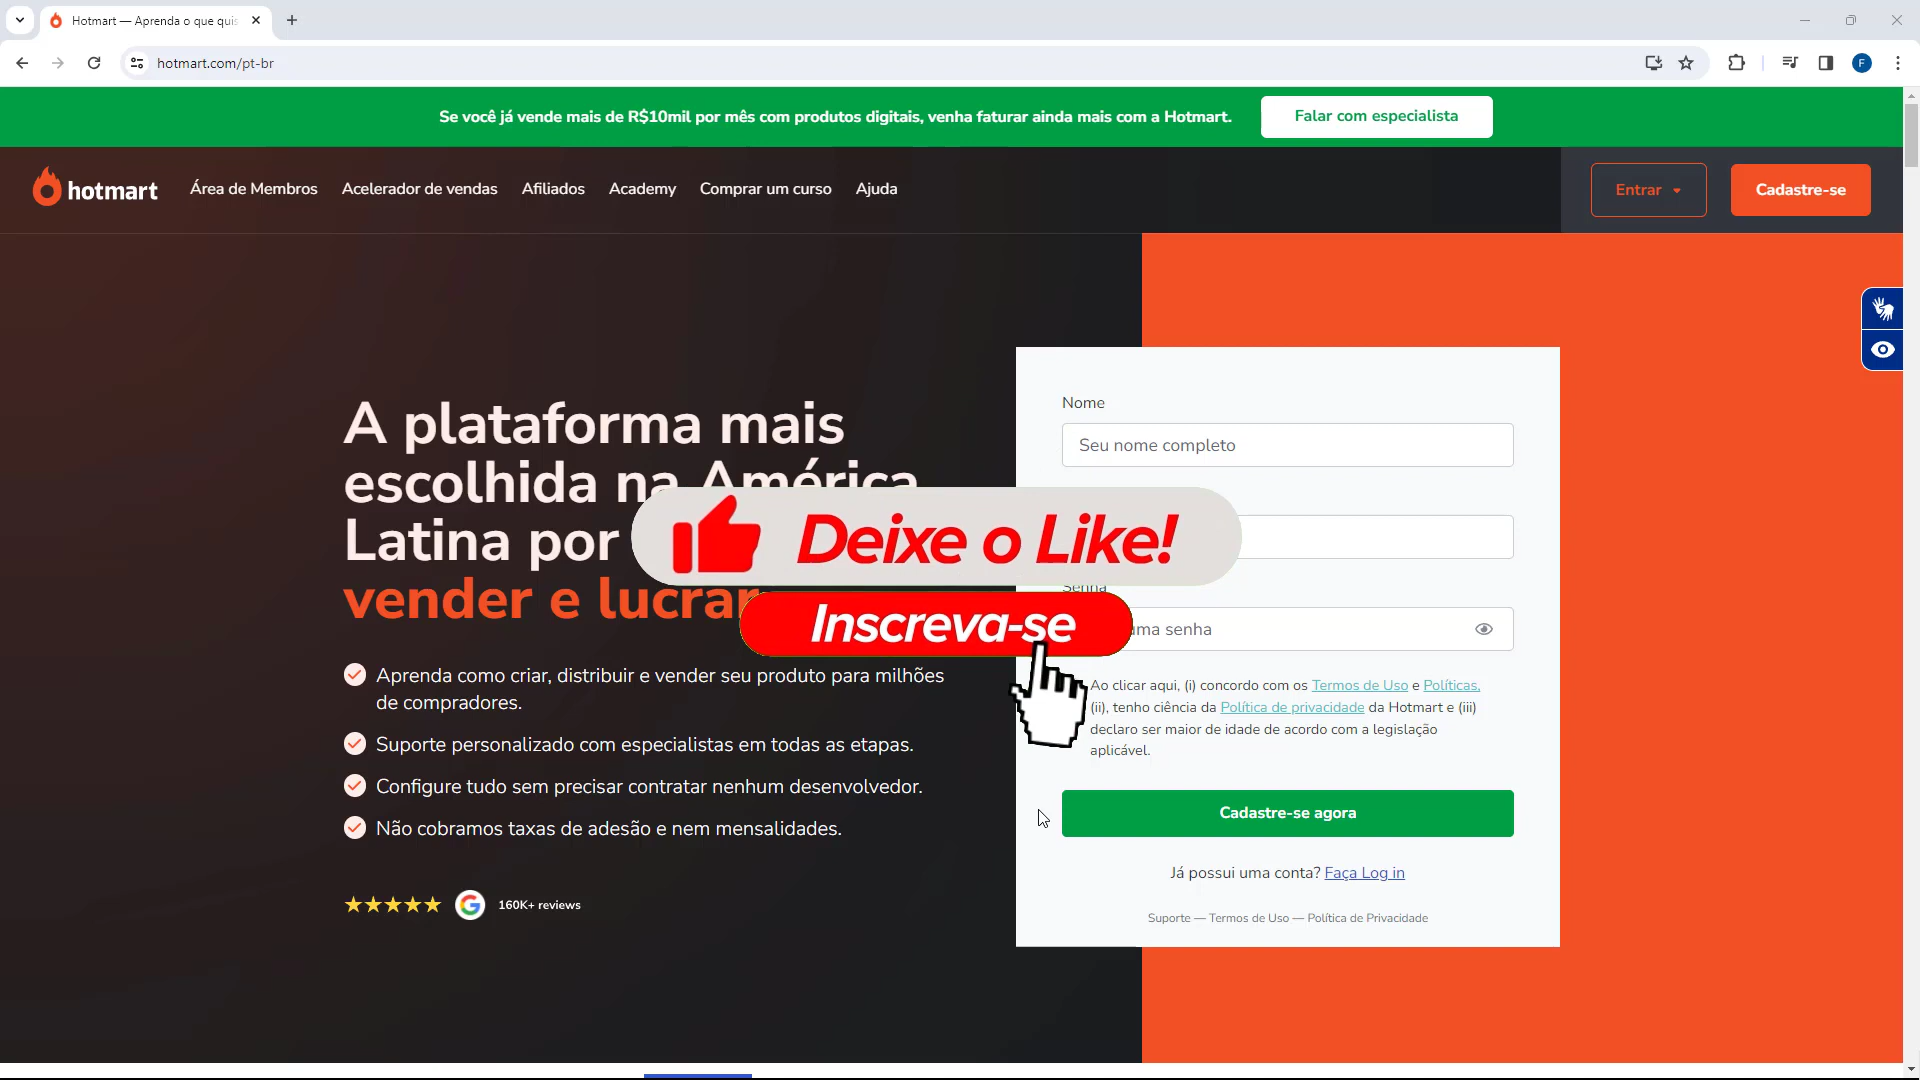 Hotmart — Aprenda o que quis
hotmart.com/pt-br
F
Se você já vende mais de R$10mil por mês com produtos digitais, venha faturar ainda mais com a Hotmart.
Falar com especialista
hotmart
Área de Membros
Acelerador de vendas
Afiliados
Academy
Comprar um curso
Ajuda
Entrar
Cadastre-se
A plataforma mais
escolhida na América
Latina por
vender e lucrar
Aprenda como criar, distribuir e vender seu produto para milhões
de compradores.
Suporte personalizado com especialistas em todas as etapas.
Configure tudo sem precisar contratar nenhum desenvolvedor.
Não cobramos taxas de adesão e nem mensalidades.
G
160K+ reviews
Deixe o Like!
Inscreva-se
Nome
Seu nome completo
Senha
uma senha
Ao clicar aqui, (i) concordo com os Termos de Uso e Políticas,
(ii), tenho ciência da Política de privacidade da Hotmart e (iii)
declaro ser maior de idade de acordo com a legislação
aplicável.
Cadastre-se agora
Já possui uma conta? Faça Log in
Suporte — Termos de Uso — Política de Privacidade